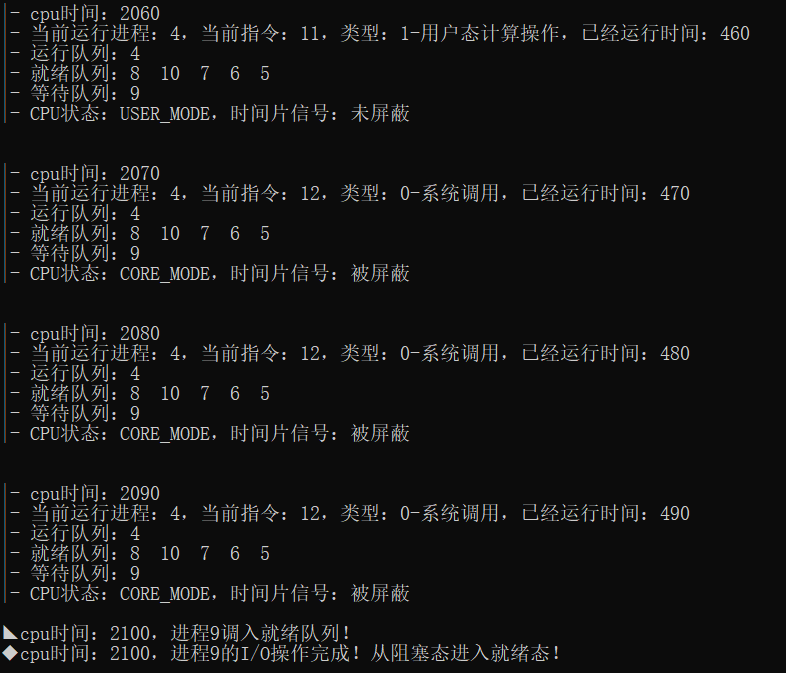 - cpu时间: 2060
- 当前运行进程: 4, 当前指令: 11, 类型: 1-用户态计算操作, 已经运行时间: 460
- 运行队列: 4
- 就绪队列: 8  10  7  6  5
- 等待队列: 9
- CPU状态: USER_MODE, 时间片信号: 未屏蔽
- cpu时间: 2070
- 当前运行进程: 4, 当前指令: 12, 类型: 0-系统调用, 已经运行时间: 470
- 运行队列: 4
- 就绪队列: 8  10  7  6  5
- 等待队列: 9
- CPU状态: CORE_MODE, 时间片信号: 被屏蔽
- cpu时间: 2080
- 当前运行进程: 4, 当前指令: 12, 类型: 0-系统调用, 已经运行时间: 480
- 运行队列: 4
- 就绪队列: 8  10  7  6  5
- 等待队列: 9
- CPU状态: CORE_MODE, 时间片信号: 被屏蔽
- cpu时间: 2090
- 当前运行进程: 4, 当前指令: 12, 类型: 0-系统调用, 已经运行时间: 490
- 运行队列: 4
- 就绪队列: 8  10  7  6  5
- 等待队列: 9
- CPU状态: CORE_MODE, 时间片信号: 被屏蔽
◣cpu时间: 2100, 进程9调入就绪队列!
◆cpu时间: 2100, 进程9的I/O操作完成! 从阻塞态进入就绪态!